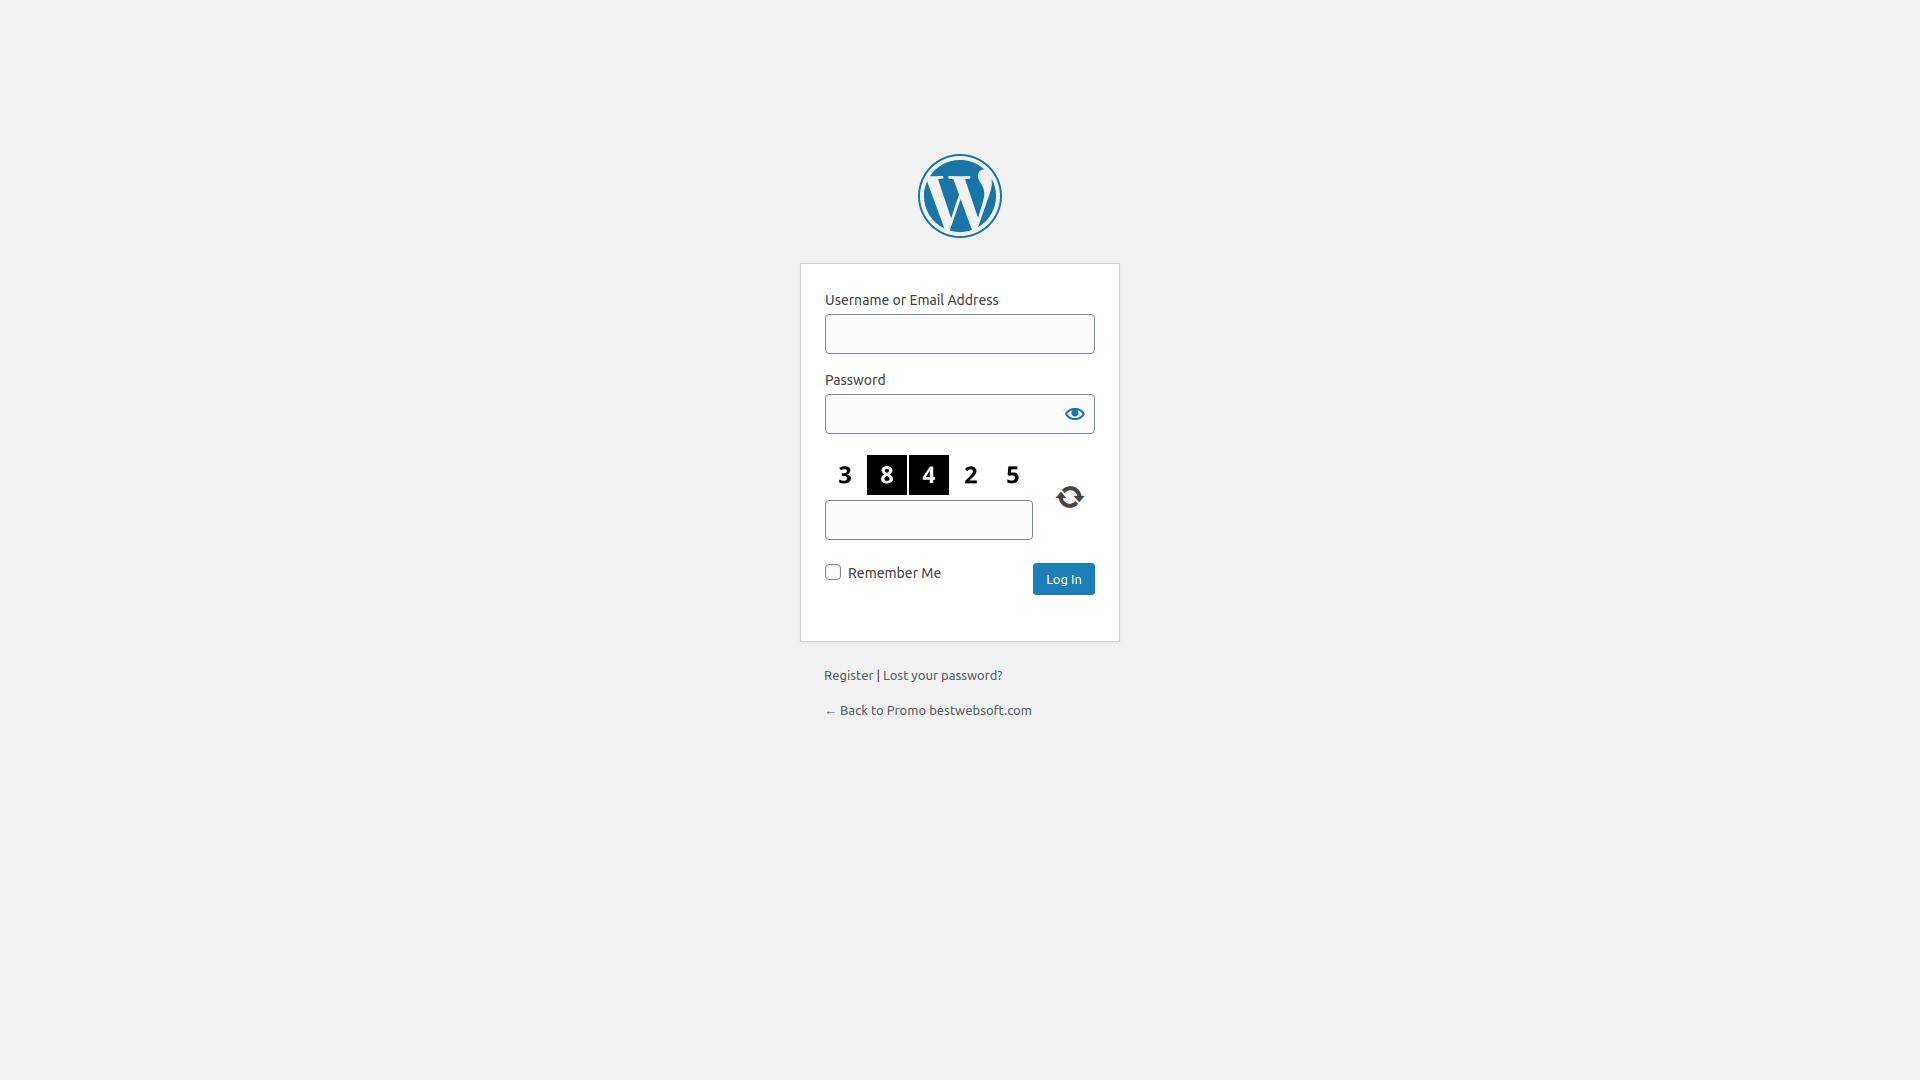 Username or Email Address
Password
3 8 4 2 5
Remember Me
Log In
Register | Lost your password?
← Back to Promo bestwebsoft.com